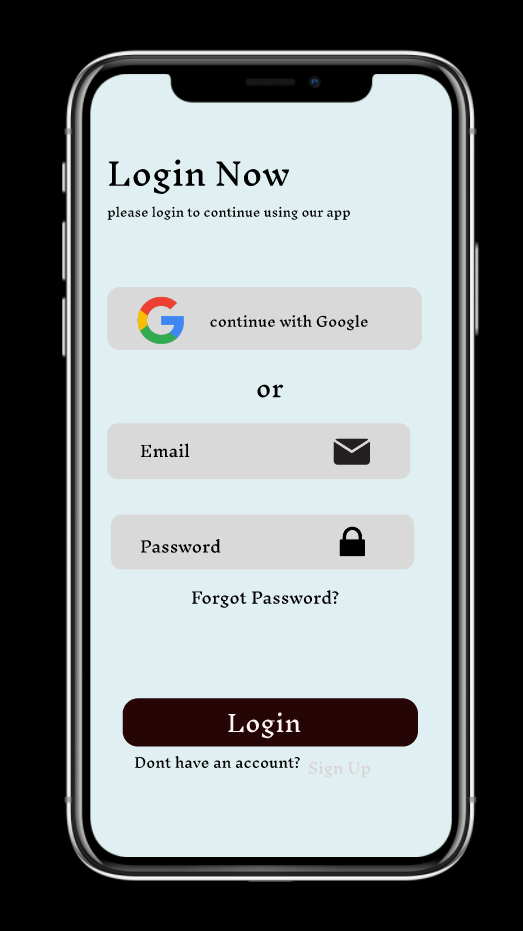 Login Now
please login to continue using our app
continue with Google
or
Email
Password
Forgot Password?
Login
Dont have an account? Sign Up